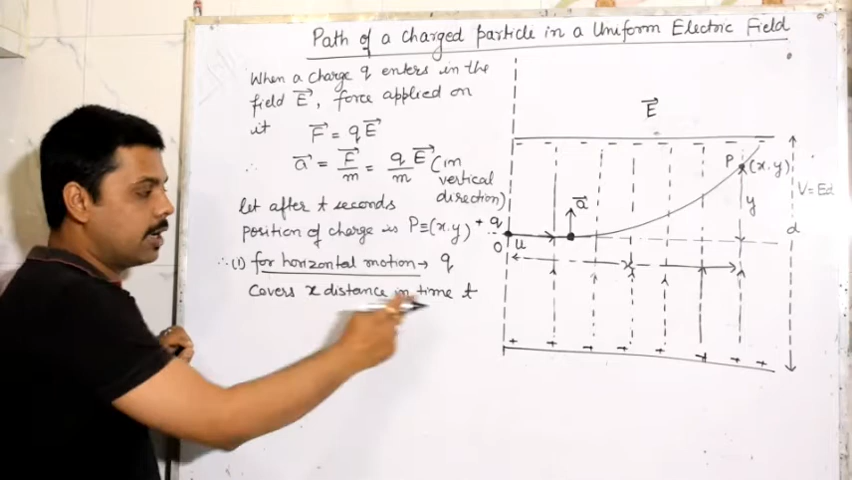 Path of a charged particle in a Uniform Electric Field
When a charge q enters in the
field E⃗, force applied on
it F⃗ = qE⃗
∴ a⃗ = F⃗/m = q/m E⃗ (in
vertical
direction)
let after t seconds
position of charge is P≡(x.y)
∴ (1) for horizontal motion→ q
Covers x distance in time t
E⃗
- - - - - - - -
P (x.y)
a⃗
y
V=Ed
d
+q
O u
x
+ + + + + + + +